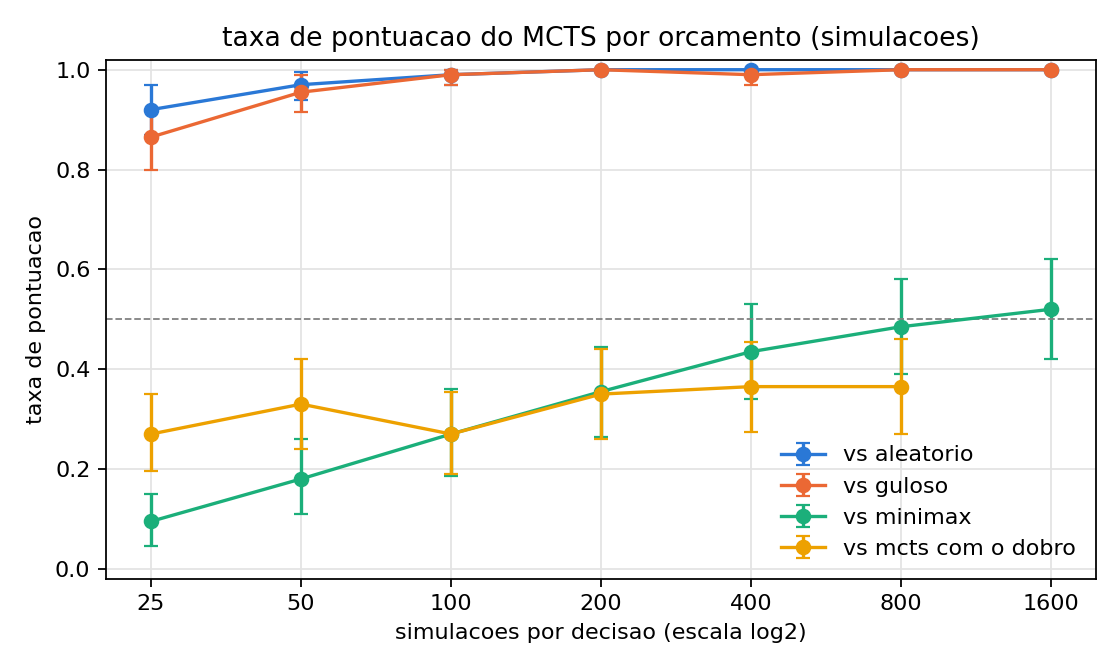 taxa de pontuacao do MCTS por orcamento (simulacoes)
taxa de pontuacao
1.0
0.8
0.6
0.4
0.2
0.0
vs aleatorio
vs guloso
vs minimax
vs mcts com o dobro
25 50 100 200 400 800 1600
simulacoes por decisao (escala log2)